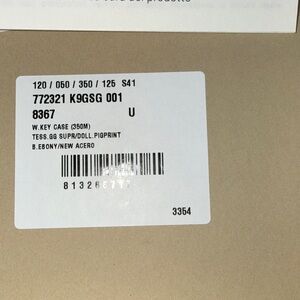 120 / 050 / 350 / 125 S41
772321 K9GSG 001
8367 U
W.KEY CASE (350M)
TESS.GG SUPR/DOLL.PIGPRINT
B.EBONY/NEW ACERO
3354